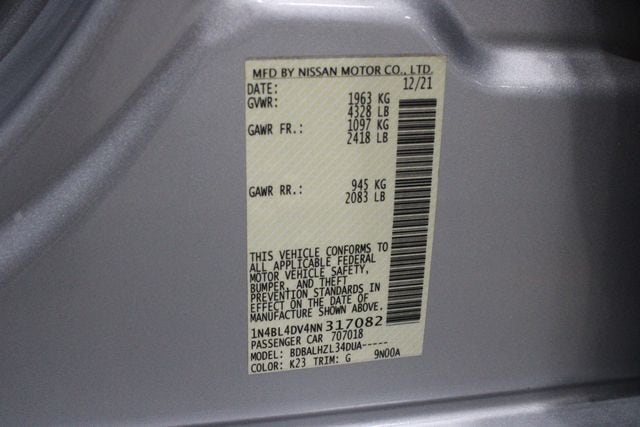 MFD BY NISSAN MOTOR CO., LTD.
DATE: 12/21
GVWR: 1963 KG
4328 LB
GAWR FR.: 1097 KG
2418 LB
GAWR RR.: 945 KG
2083 LB
THIS VEHICLE CONFORMS TO
ALL APPLICABLE FEDERAL
MOTOR VEHICLE SAFETY,
BUMPER, AND THEFT
PREVENTION STANDARDS IN
EFFECT ON THE DATE OF
MANUFACTURE SHOWN ABOVE.
1N4BL4DV4NN317082
PASSENGER CAR 707018
MODEL: BDBALHZL34DUA-----
COLOR: K23 TRIM: G 9N00A